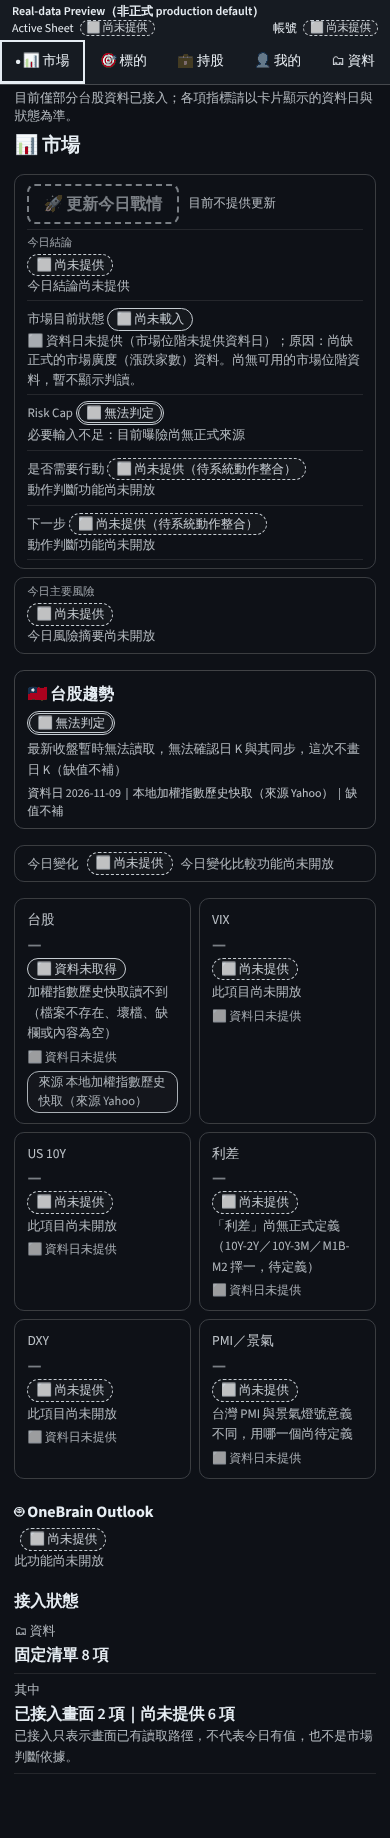 Real-data Preview（非正式 production default）
Active Sheet 尚未提供 帳號 尚未提供
市場 標的 持股 我的 資料
目前僅部分台股資料已接入；各項指標請以卡片顯示的資料日與
狀態為準。
市場
更新今日戰情 目前不提供更新
今日結論
尚未提供
今日結論尚未提供
市場目前狀態 尚未載入
資料日未提供（市場位階未提供資料日）；原因：尚缺
正式的市場廣度（漲跌家數）資料。尚無可用的市場位階資
料，暫不顯示判讀。
Risk Cap 無法判定
必要輸入不足：目前曝險尚無正式來源
是否需要行動 尚未提供（待系統動作整合）
動作判斷功能尚未開放
下一步 尚未提供（待系統動作整合）
動作判斷功能尚未開放
今日主要風險
尚未提供
今日風險摘要尚未開放
台股趨勢
無法判定
最新收盤暫時無法讀取，無法確認日 K 與其同步，這次不畫
日 K（缺值不補）
資料日 2026-11-09｜本地加權指數歷史快取（來源 Yahoo）｜缺
值不補
今日變化 尚未提供 今日變化比較功能尚未開放
台股
—
資料未取得
加權指數歷史快取讀不到
（檔案不存在、壞檔、缺
欄或內容為空）
資料日未提供
來源 本地加權指數歷史
快取（來源 Yahoo）
VIX
—
尚未提供
此項目尚未開放
資料日未提供
US 10Y
—
尚未提供
此項目尚未開放
資料日未提供
利差
—
尚未提供
「利差」尚無正式定義
（10Y-2Y／10Y-3M／M1B-
M2 擇一，待定義）
資料日未提供
DXY
—
尚未提供
此項目尚未開放
資料日未提供
PMI／景氣
—
尚未提供
台灣 PMI 與景氣燈號意義
不同，用哪一個尚待定義
資料日未提供
OneBrain Outlook
尚未提供
此功能尚未開放
接入狀態
資料
固定清單 8 項
其中
已接入畫面 2 項｜尚未提供 6 項
已接入只表示畫面已有讀取路徑，不代表今日有值，也不是市場
判斷依據。